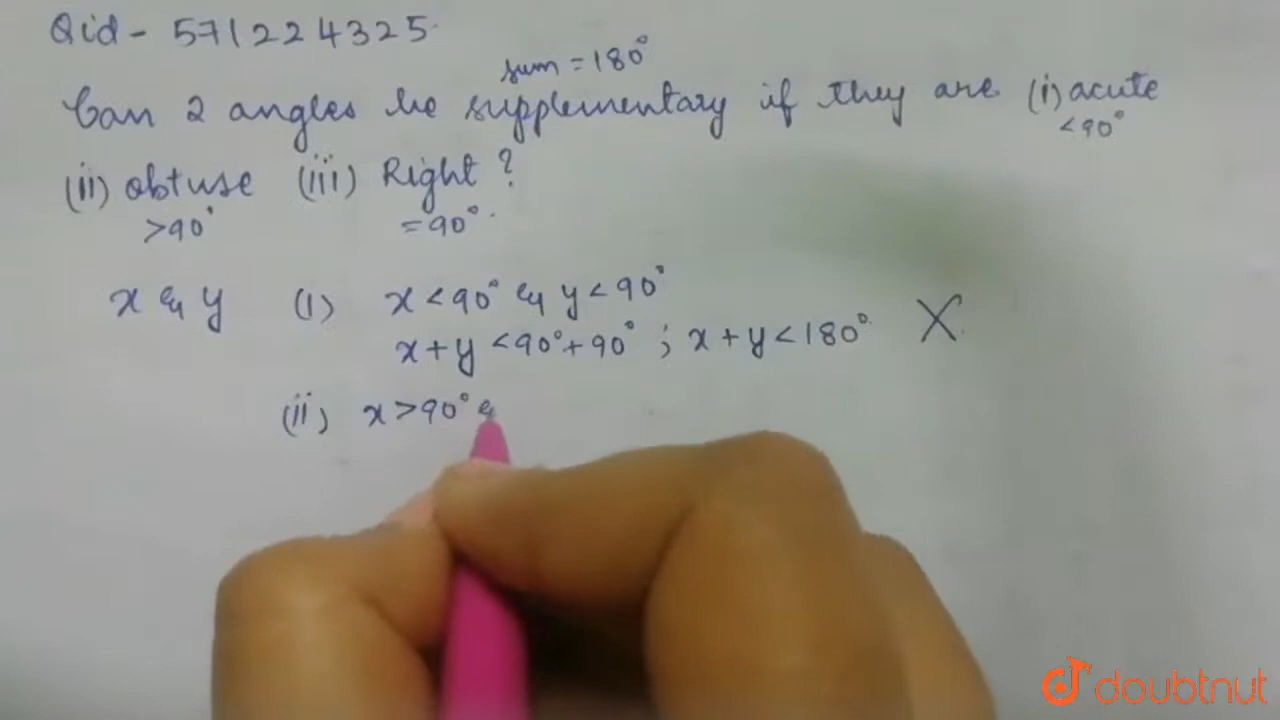 Qid - 571224325.
sum = 180°
Can 2 angles be supplementary if they are (i) acute
< 90°
(ii) obtuse (iii) Right ?
>90° = 90°.
x & y (i) x < 90° & y < 90°
x + y < 90° + 90° ; x + y < 180° X
(ii) x > 90° &
doubtnut